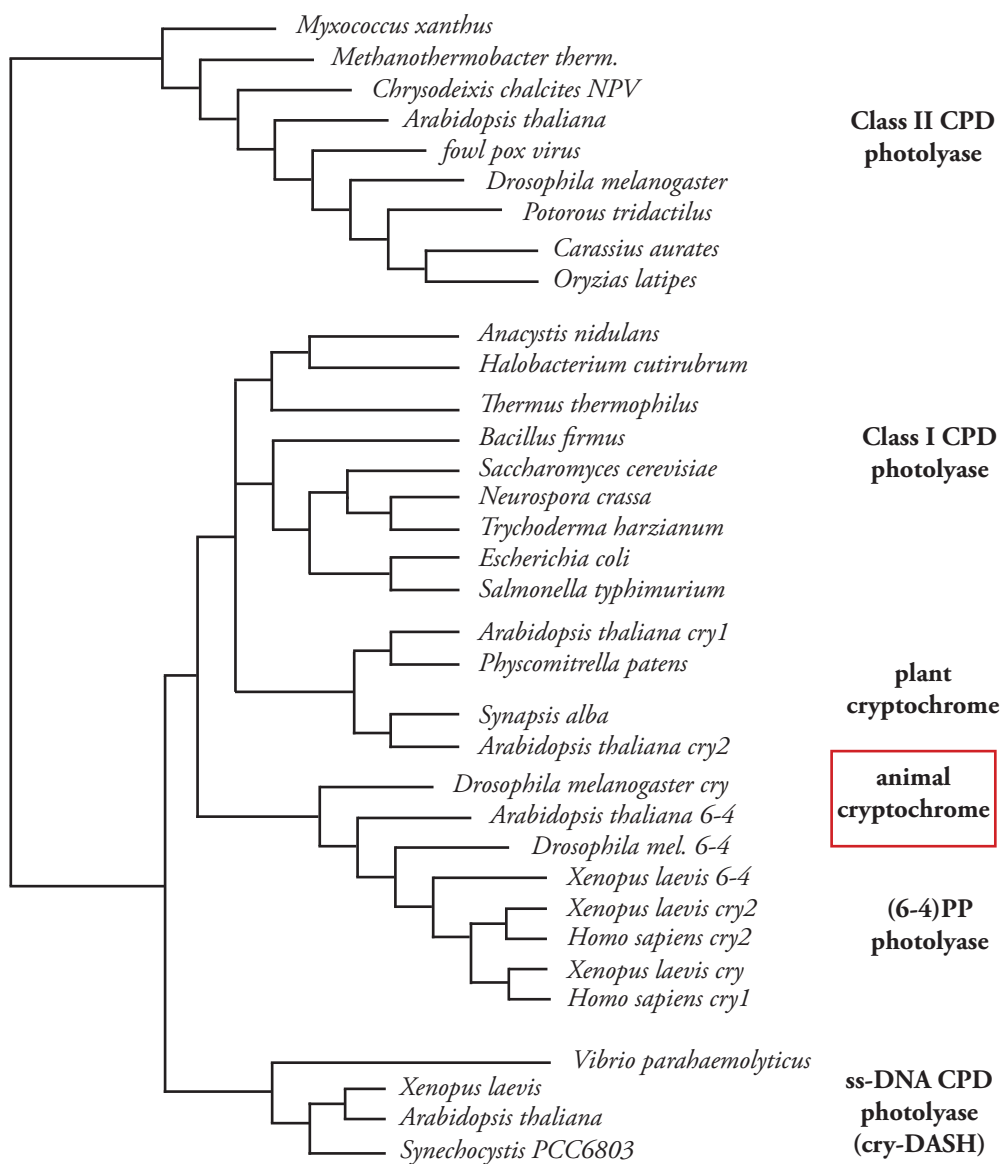 Myxococcus xanthus
Methanothermobacter therm.
Chrysodeixis chalcites NPV
Arabidopsis thaliana
fowl pox virus
Drosophila melanogaster
Potorous tridactilus
Carassius aurates
Oryzias latipes
Class II CPD
photolyase
Anacystis nidulans
Halobacterium cutirubrum
Thermus thermophilus
Bacillus firmus
Saccharomyces cerevisiae
Neurospora crassa
Trychoderma harzianum
Escherichia coli
Salmonella typhimurium
Class I CPD
photolyase
Arabidopsis thaliana cry1
Physcomitrella patens
Synapsis alba
Arabidopsis thaliana cry2
plant
cryptochrome
Drosophila melanogaster cry
Arabidopsis thaliana 6-4
Drosophila mel. 6-4
Xenopus laevis 6-4
Xenopus laevis cry2
Homo sapiens cry2
Xenopus laevis cry
Homo sapiens cry1
animal
cryptochrome
(6-4)PP
photolyase
Vibrio parahaemolyticus
Xenopus laevis
Arabidopsis thaliana
Synechocystis PCC6803
ss-DNA CPD
photolyase
(cry-DASH)